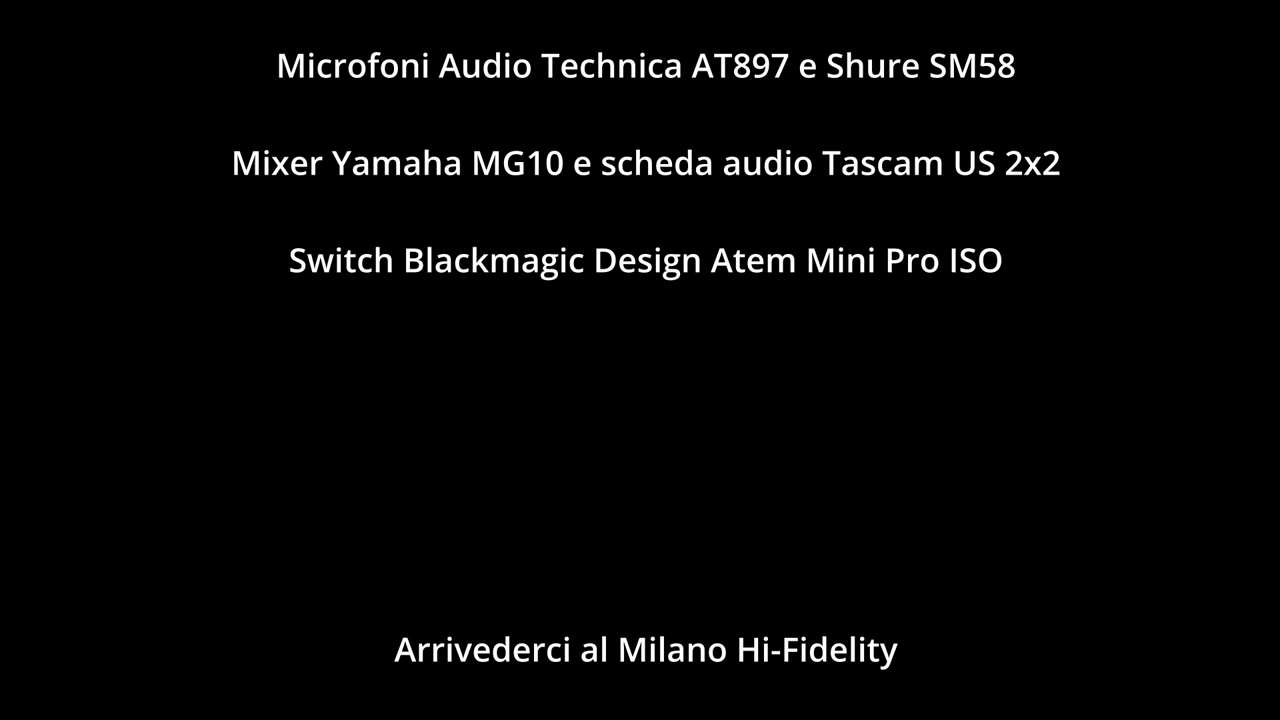 Microfoni Audio Technica AT897 e Shure SM58
Mixer Yamaha MG10 e scheda audio Tascam US 2x2
Switch Blackmagic Design Atem Mini Pro ISO
Arrivederci al Milano Hi-Fidelity